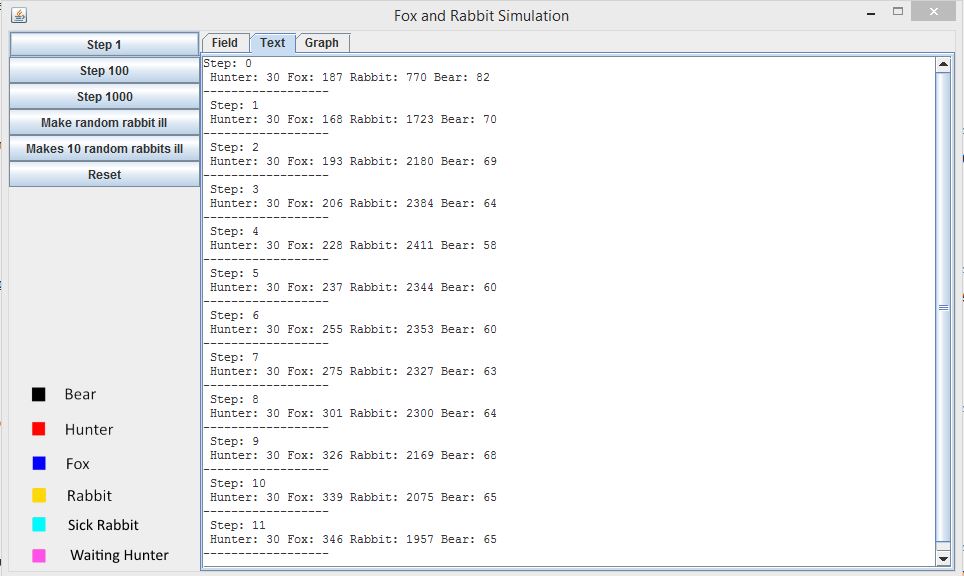 Fox and Rabbit Simulation
Step 1
Step 100
Step 1000
Make random rabbit ill
Makes 10 random rabbits ill
Reset
Field Text Graph
Step: 0
Hunter: 30 Fox: 187 Rabbit: 770 Bear: 82
------------------
Step: 1
Hunter: 30 Fox: 168 Rabbit: 1723 Bear: 70
------------------
Step: 2
Hunter: 30 Fox: 193 Rabbit: 2180 Bear: 69
------------------
Step: 3
Hunter: 30 Fox: 206 Rabbit: 2384 Bear: 64
------------------
Step: 4
Hunter: 30 Fox: 228 Rabbit: 2411 Bear: 58
------------------
Step: 5
Hunter: 30 Fox: 237 Rabbit: 2344 Bear: 60
------------------
Step: 6
Hunter: 30 Fox: 255 Rabbit: 2353 Bear: 60
------------------
Step: 7
Hunter: 30 Fox: 275 Rabbit: 2327 Bear: 63
------------------
Step: 8
Hunter: 30 Fox: 301 Rabbit: 2300 Bear: 64
------------------
Step: 9
Hunter: 30 Fox: 326 Rabbit: 2169 Bear: 68
------------------
Step: 10
Hunter: 30 Fox: 339 Rabbit: 2075 Bear: 65
------------------
Step: 11
Hunter: 30 Fox: 346 Rabbit: 1957 Bear: 65
------------------
Bear
Hunter
Fox
Rabbit
Sick Rabbit
Waiting Hunter